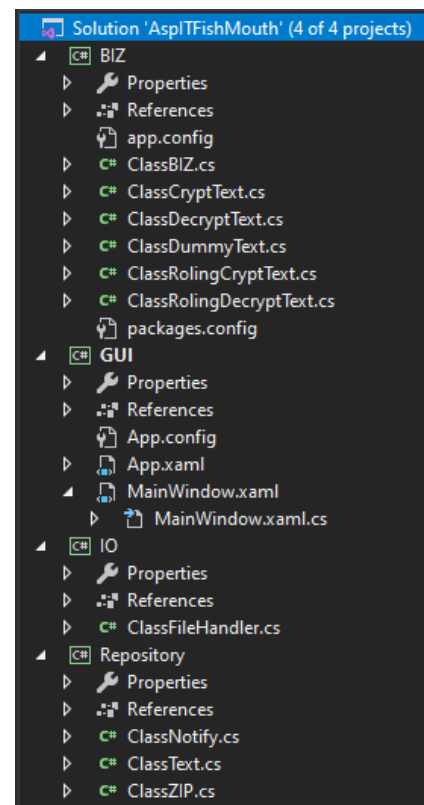 Solution 'AspITFishMouth' (4 of 4 projects)
C# BIZ
Properties
References
app.config
C# ClassBIZ.cs
C# ClassCryptText.cs
C# ClassDecryptText.cs
C# ClassDummyText.cs
C# ClassRolingCryptText.cs
C# ClassRolingDecryptText.cs
packages.config
C# GUI
Properties
References
App.config
App.xaml
MainWindow.xaml
MainWindow.xaml.cs
C# IO
Properties
References
C# ClassFileHandler.cs
C# Repository
Properties
References
C# ClassNotify.cs
C# ClassText.cs
C# ClassZIP.cs